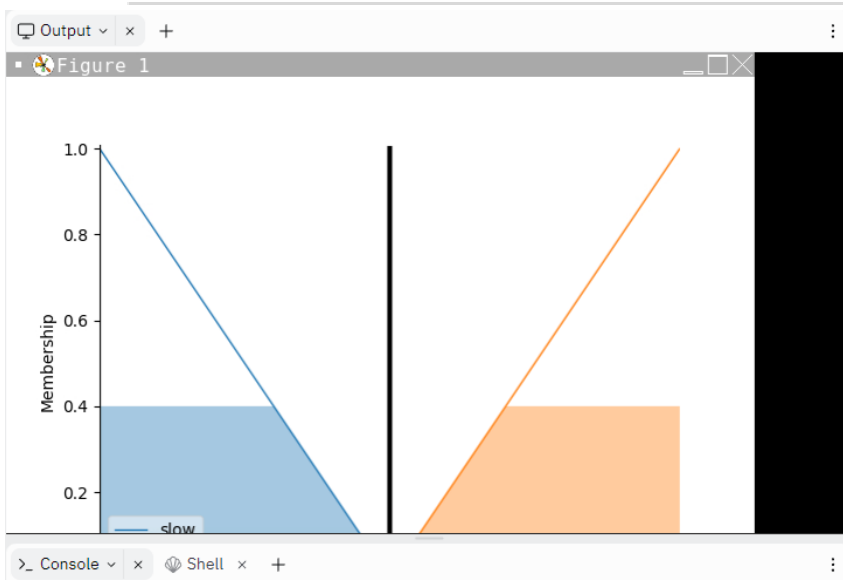 Output
Figure 1
1.0
0.8
0.6
Membership
0.4
0.2
slow
>_ Console
Shell